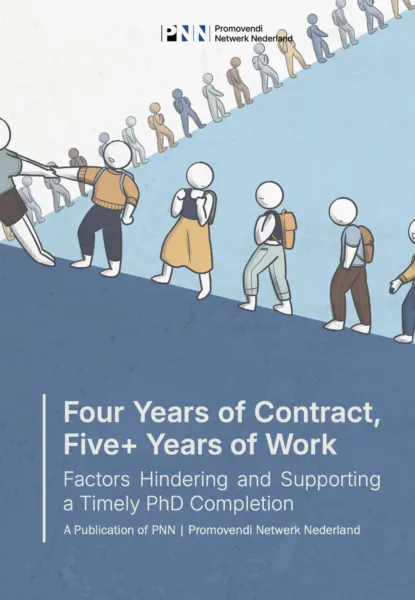 PNN
Promovendi
Netwerk Nederland
Four Years of Contract,
Five+ Years of Work
Factors Hindering and Supporting
a Timely PhD Completion
A Publication of PNN | Promovendi Netwerk Nederland